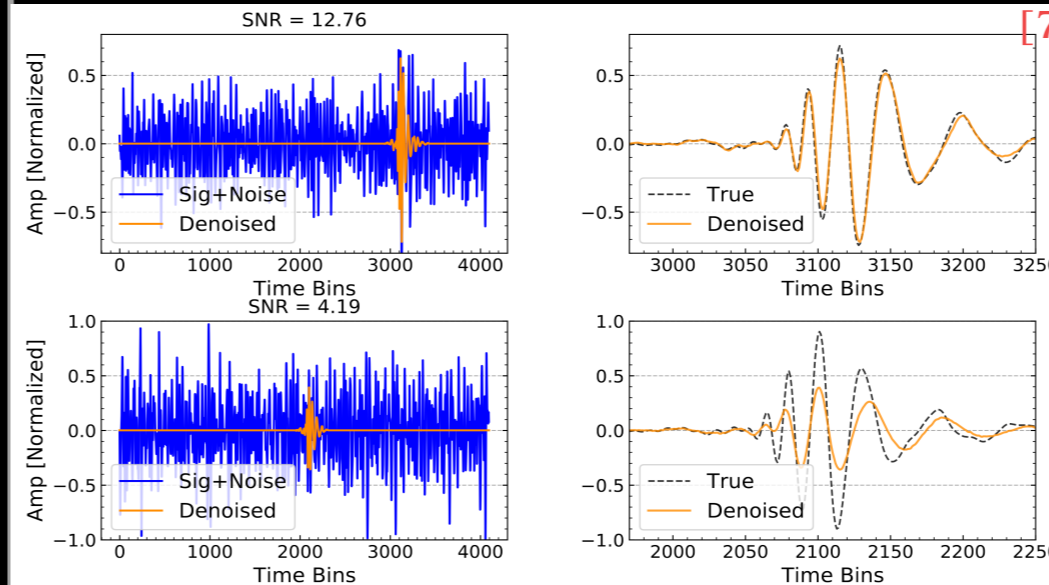 SNR = 12.76
[7
Amp [Normalized]
0.5
0.0
−0.5
Sig+Noise
Denoised
0 1000 2000 3000 4000
Time Bins
0.5
0.0
−0.5
True
Denoised
3000 3050 3100 3150 3200 325
Time Bins
SNR = 4.19
Amp [Normalized]
1.0
0.5
0.0
−0.5
−1.0
Sig+Noise
Denoised
0 1000 2000 3000 4000
Time Bins
1.0
0.5
0.0
−0.5
−1.0
True
Denoised
2000 2050 2100 2150 2200 225
Time Bins